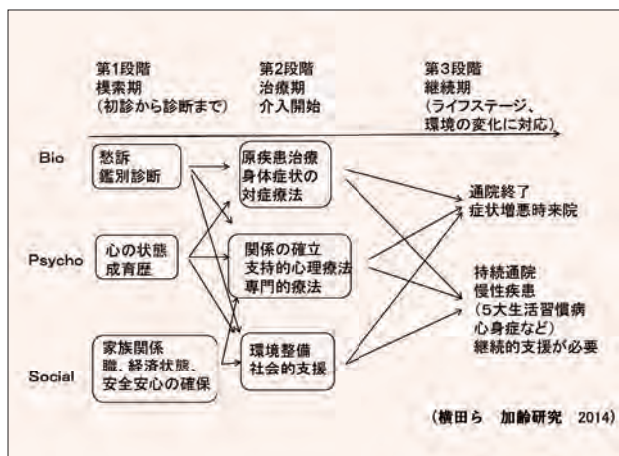 第1段階
模索期
(初診から診断まで)
第2段階
治療期
介入開始
第3段階
継続期
(ライフステージ、
環境の変化に対応)
Bio
愁訴
鑑別診断
原疾患治療
身体症状の
対症療法
Psycho
心の状態
成育歴
関係の確立
支持的心理療法
専門的療法
Social
家族関係
職、経済状態、
安全安心の確保
環境整備
社会的支援
通院終了
症状増悪時来院
持続通院
慢性疾患
(5大生活習慣病
心身症など)
継続的支援が必要
(横田ら 加齢研究 2014)